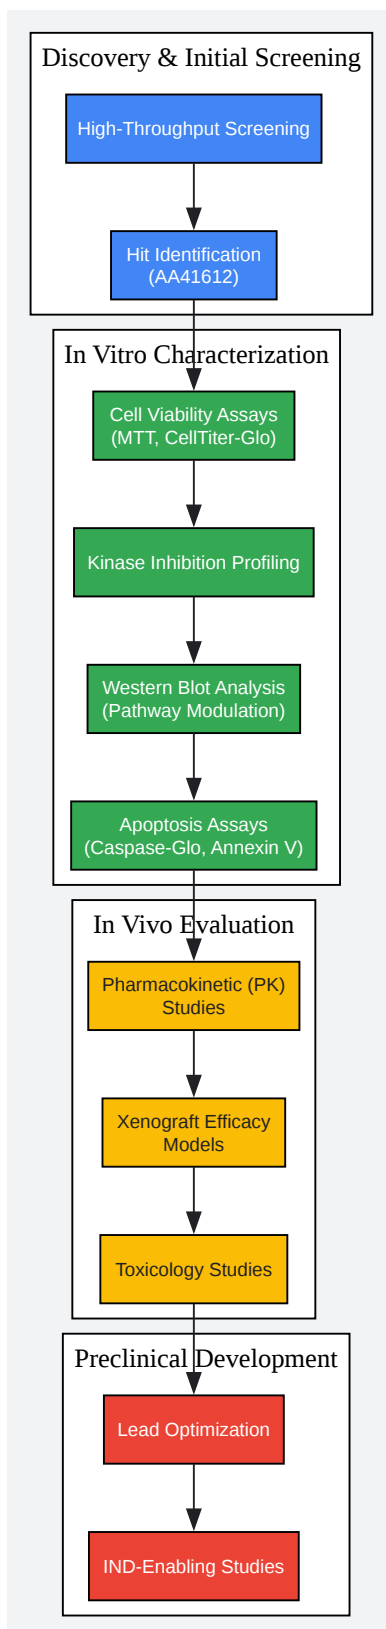 Discovery & Initial Screening
High-Throughput Screening
Hit Identification
(AA41612)
In Vitro Characterization
Cell Viability Assays
(MTT, CellTiter-Glo)
Kinase Inhibition Profiling
Western Blot Analysis
(Pathway Modulation)
Apoptosis Assays
(Caspase-Glo, Annexin V)
In Vivo Evaluation
Pharmacokinetic (PK)
Studies
Xenograft Efficacy
Models
Toxicology Studies
Preclinical Development
Lead Optimization
IND-Enabling Studies